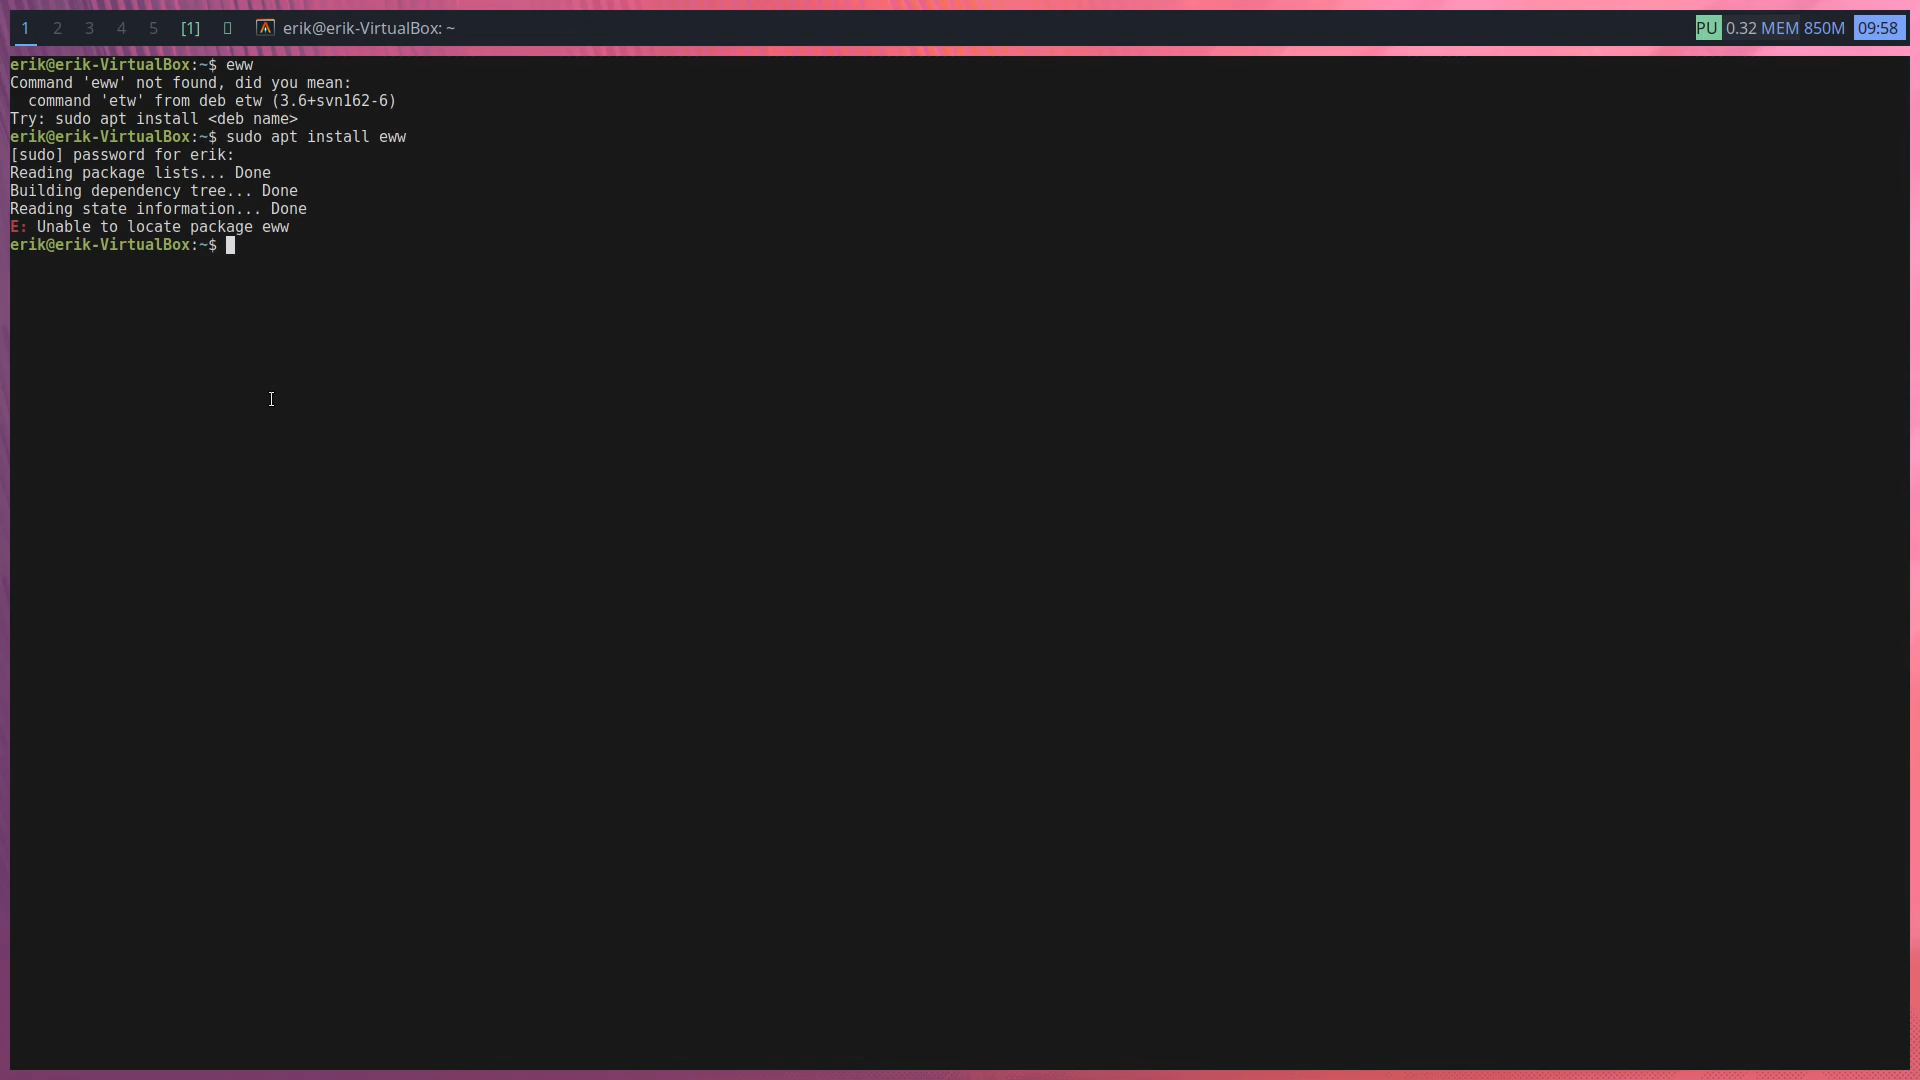 1 2 3 4 5 [1] erik@erik-VirtualBox: ~ PU 0.32 MEM 850M 09:58
erik@erik-VirtualBox:~$ eww
Command 'eww' not found, did you mean:
  command 'etw' from deb etw (3.6+svn162-6)
Try: sudo apt install <deb name>
erik@erik-VirtualBox:~$ sudo apt install eww
[sudo] password for erik:
Reading package lists... Done
Building dependency tree... Done
Reading state information... Done
E: Unable to locate package eww
erik@erik-VirtualBox:~$